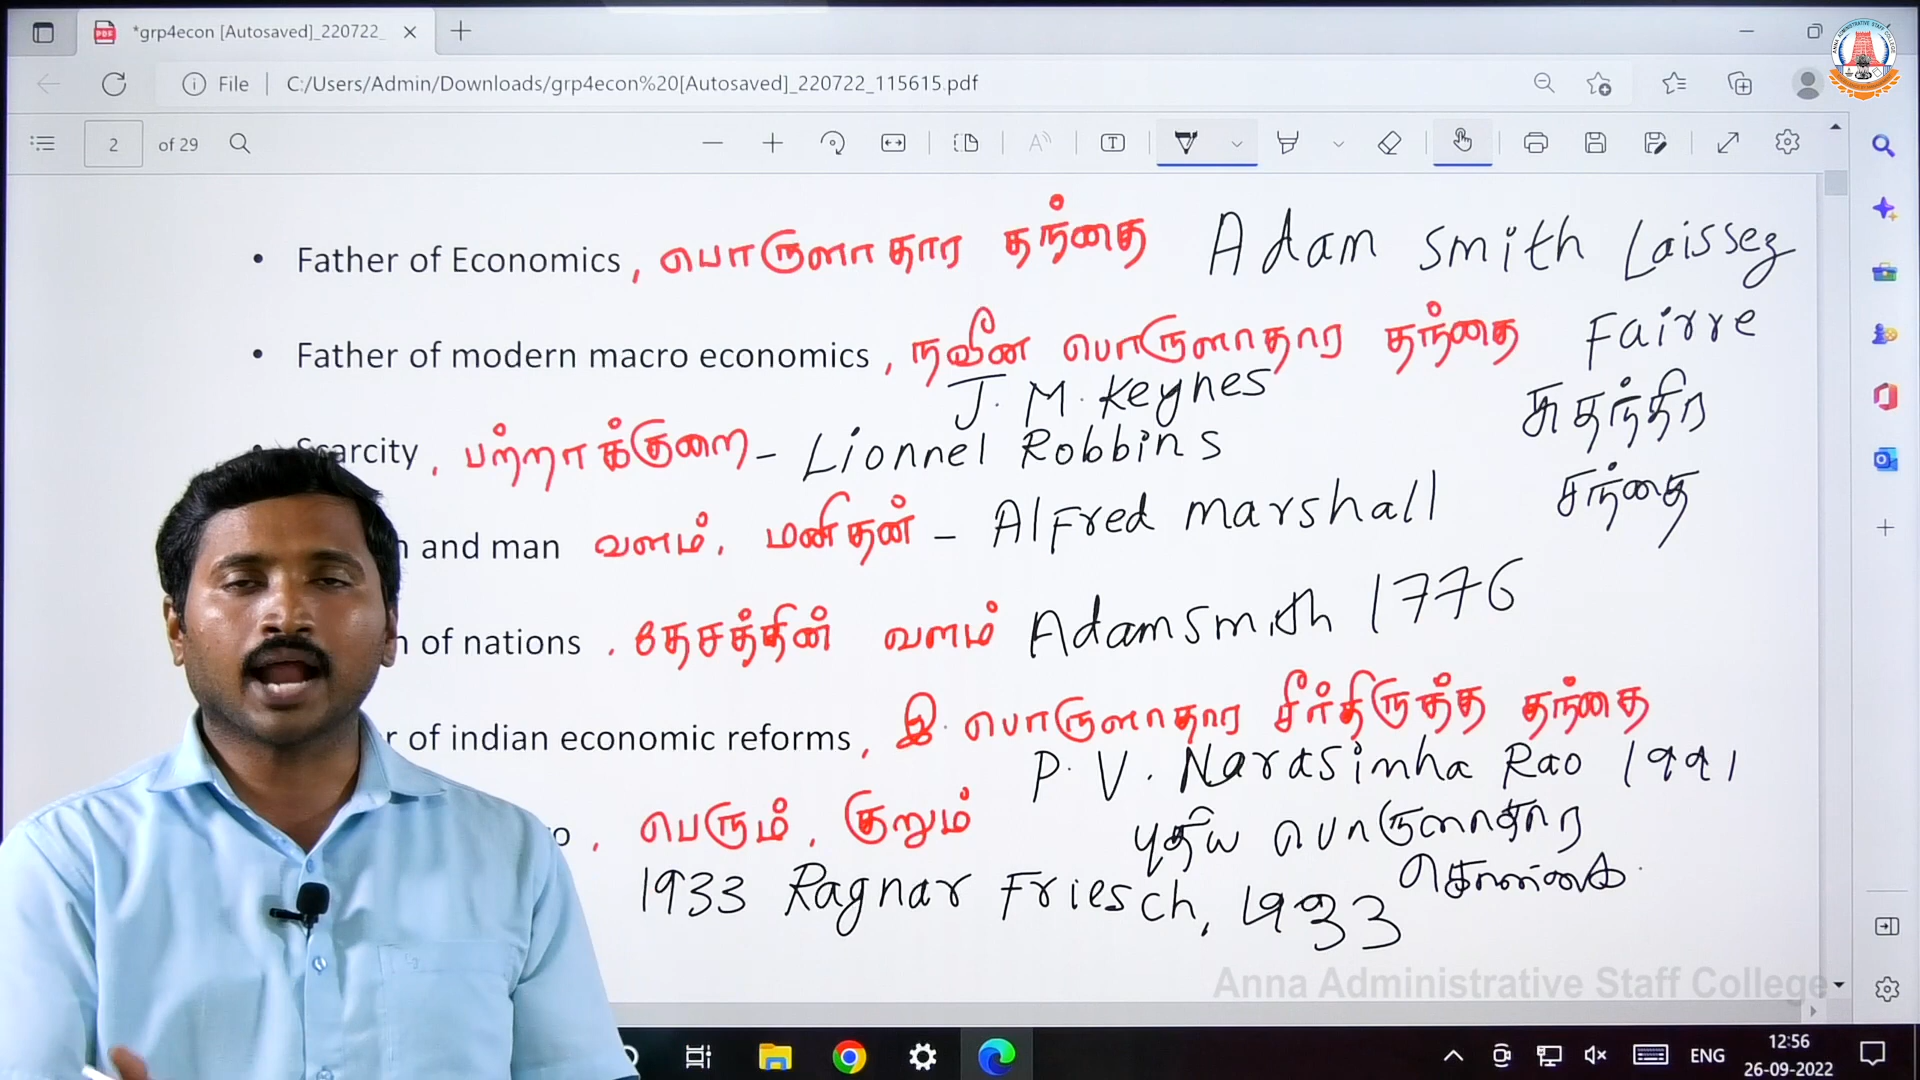 *grp4econ [Autosaved]_220722_
File C:/Users/Admin/Downloads/grp4econ%20[Autosaved]_220722_115615.pdf
2 of 29
• Father of Economics , பொருளாதார தந்தை Adam Smith Laissez
• Father of modern macro economics , நவீன பொருளாதார தந்தை Fairre
J. M. Keynes
சுதந்திர
carcity , பற்றாக்குறை – Lionnel Robbins
சந்தை
and man வளம் , மனிதன் – Alfred marshall
of nations , தேசத்தின் வளம் Adam smith 1776
of indian economic reforms , இ. பொருளாதார சீர்திருத்த தந்தை
P. V. Narasimha Rao 1991
பெரும் , குறும்
புதிய பொருளாதார
கொள்கை
1933 Ragnar Friesch, 1933
Anna Administrative Staff College
ENG
12:56
26-09-2022